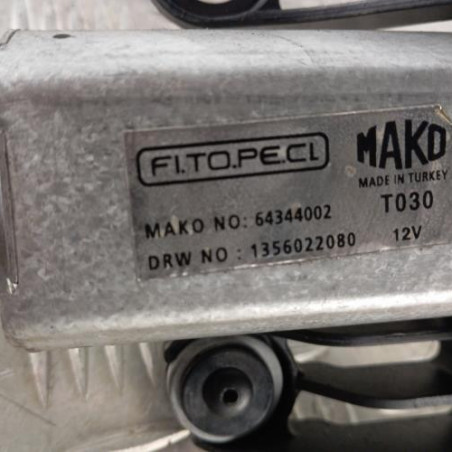 FI.TO.PE.CI.
MAKO
MADE IN TURKEY
MAKO NO: 64344002
T030
DRW NO : 1356022080
12V